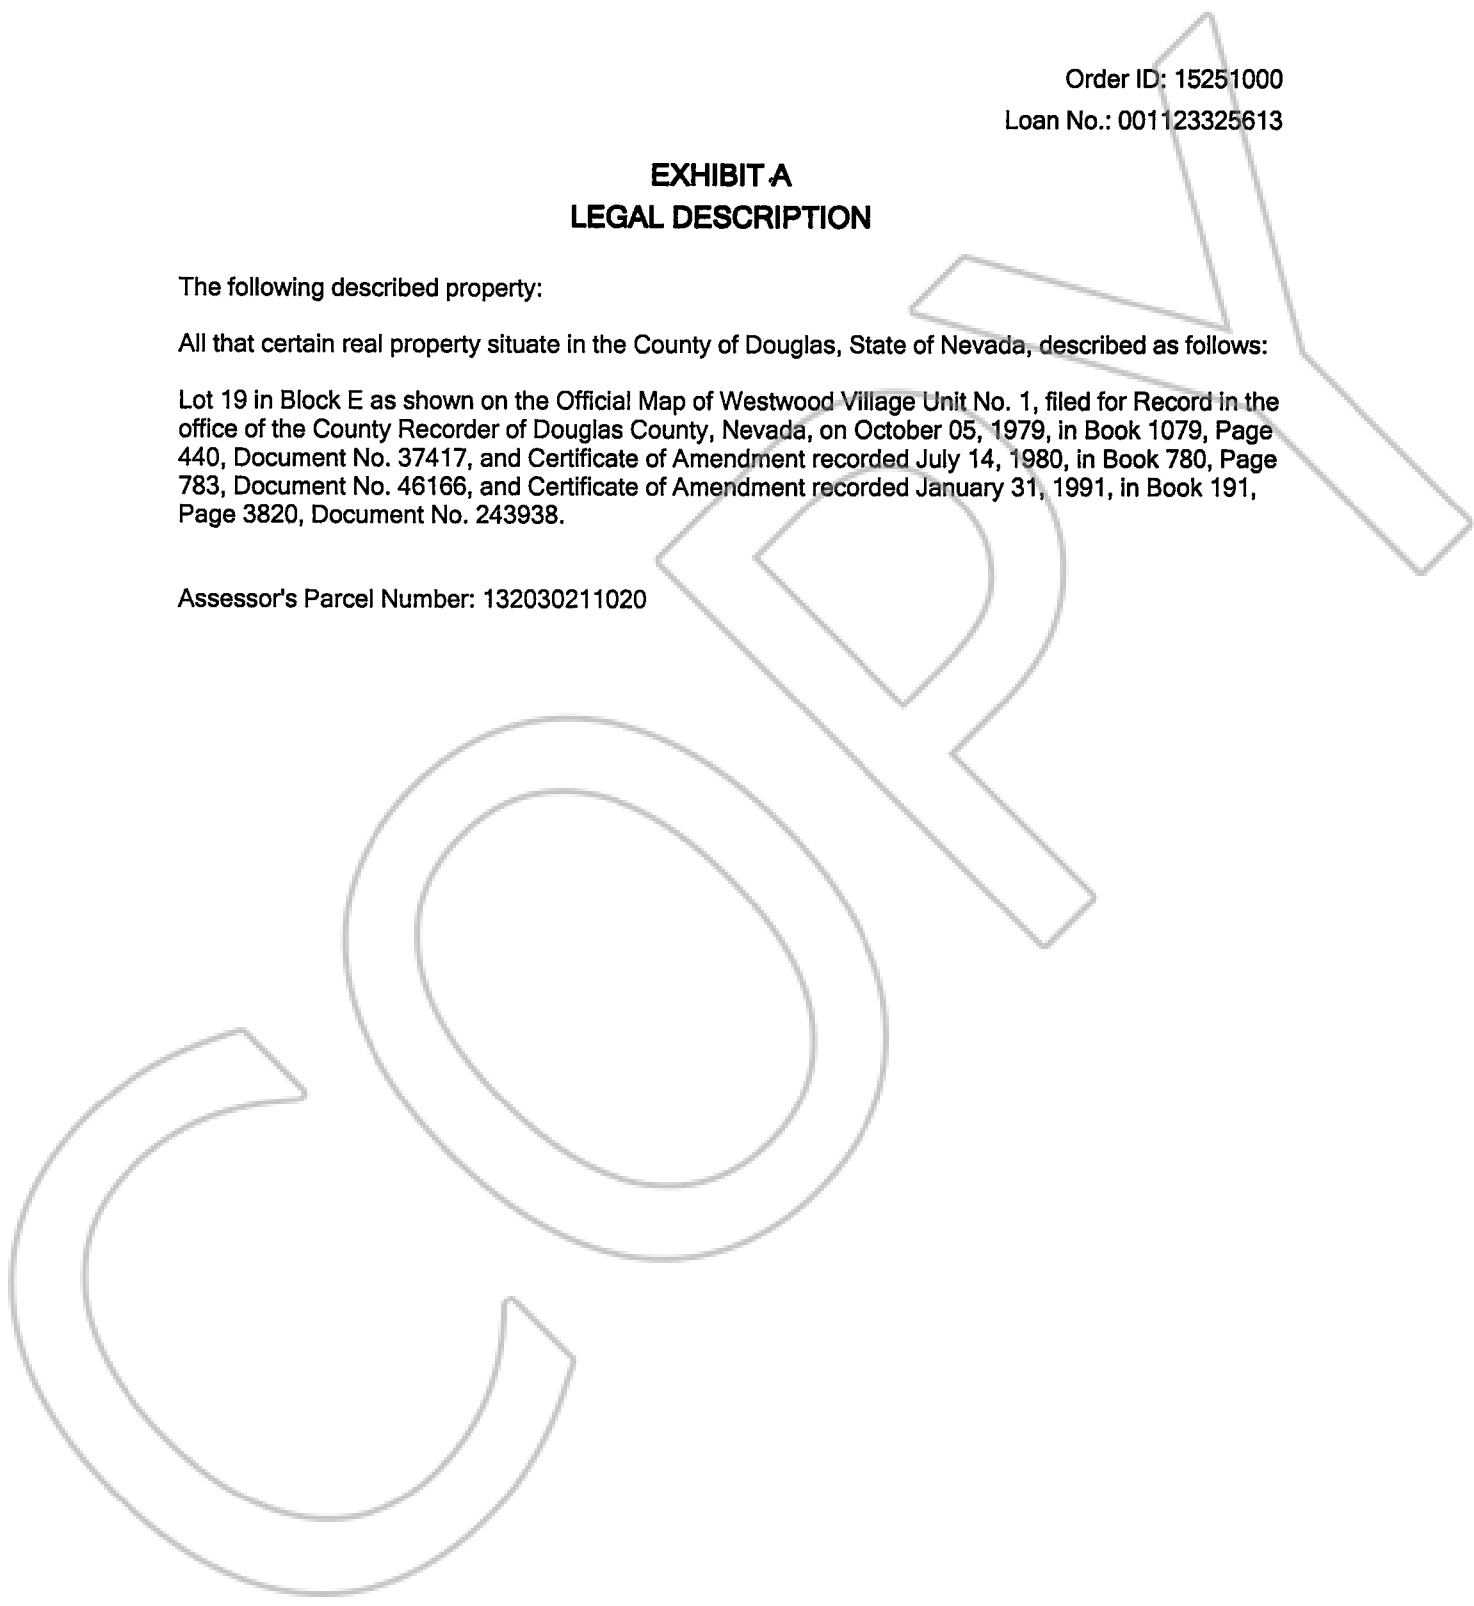 Order ID: 15251000
Loan No.: 001123325613
EXHIBIT A
LEGAL DESCRIPTION
The following described property:
All that certain real property situate in the County of Douglas, State of Nevada, described as follows:
Lot 19 in Block E as shown on the Official Map of Westwood Village Unit No. 1, filed for Record in the
office of the County Recorder of Douglas County, Nevada, on October 05, 1979, in Book 1079, Page
440, Document No. 37417, and Certificate of Amendment recorded July 14, 1980, in Book 780, Page
783, Document No. 46166, and Certificate of Amendment recorded January 31, 1991, in Book 191,
Page 3820, Document No. 243938.
Assessor's Parcel Number: 132030211020
COPY